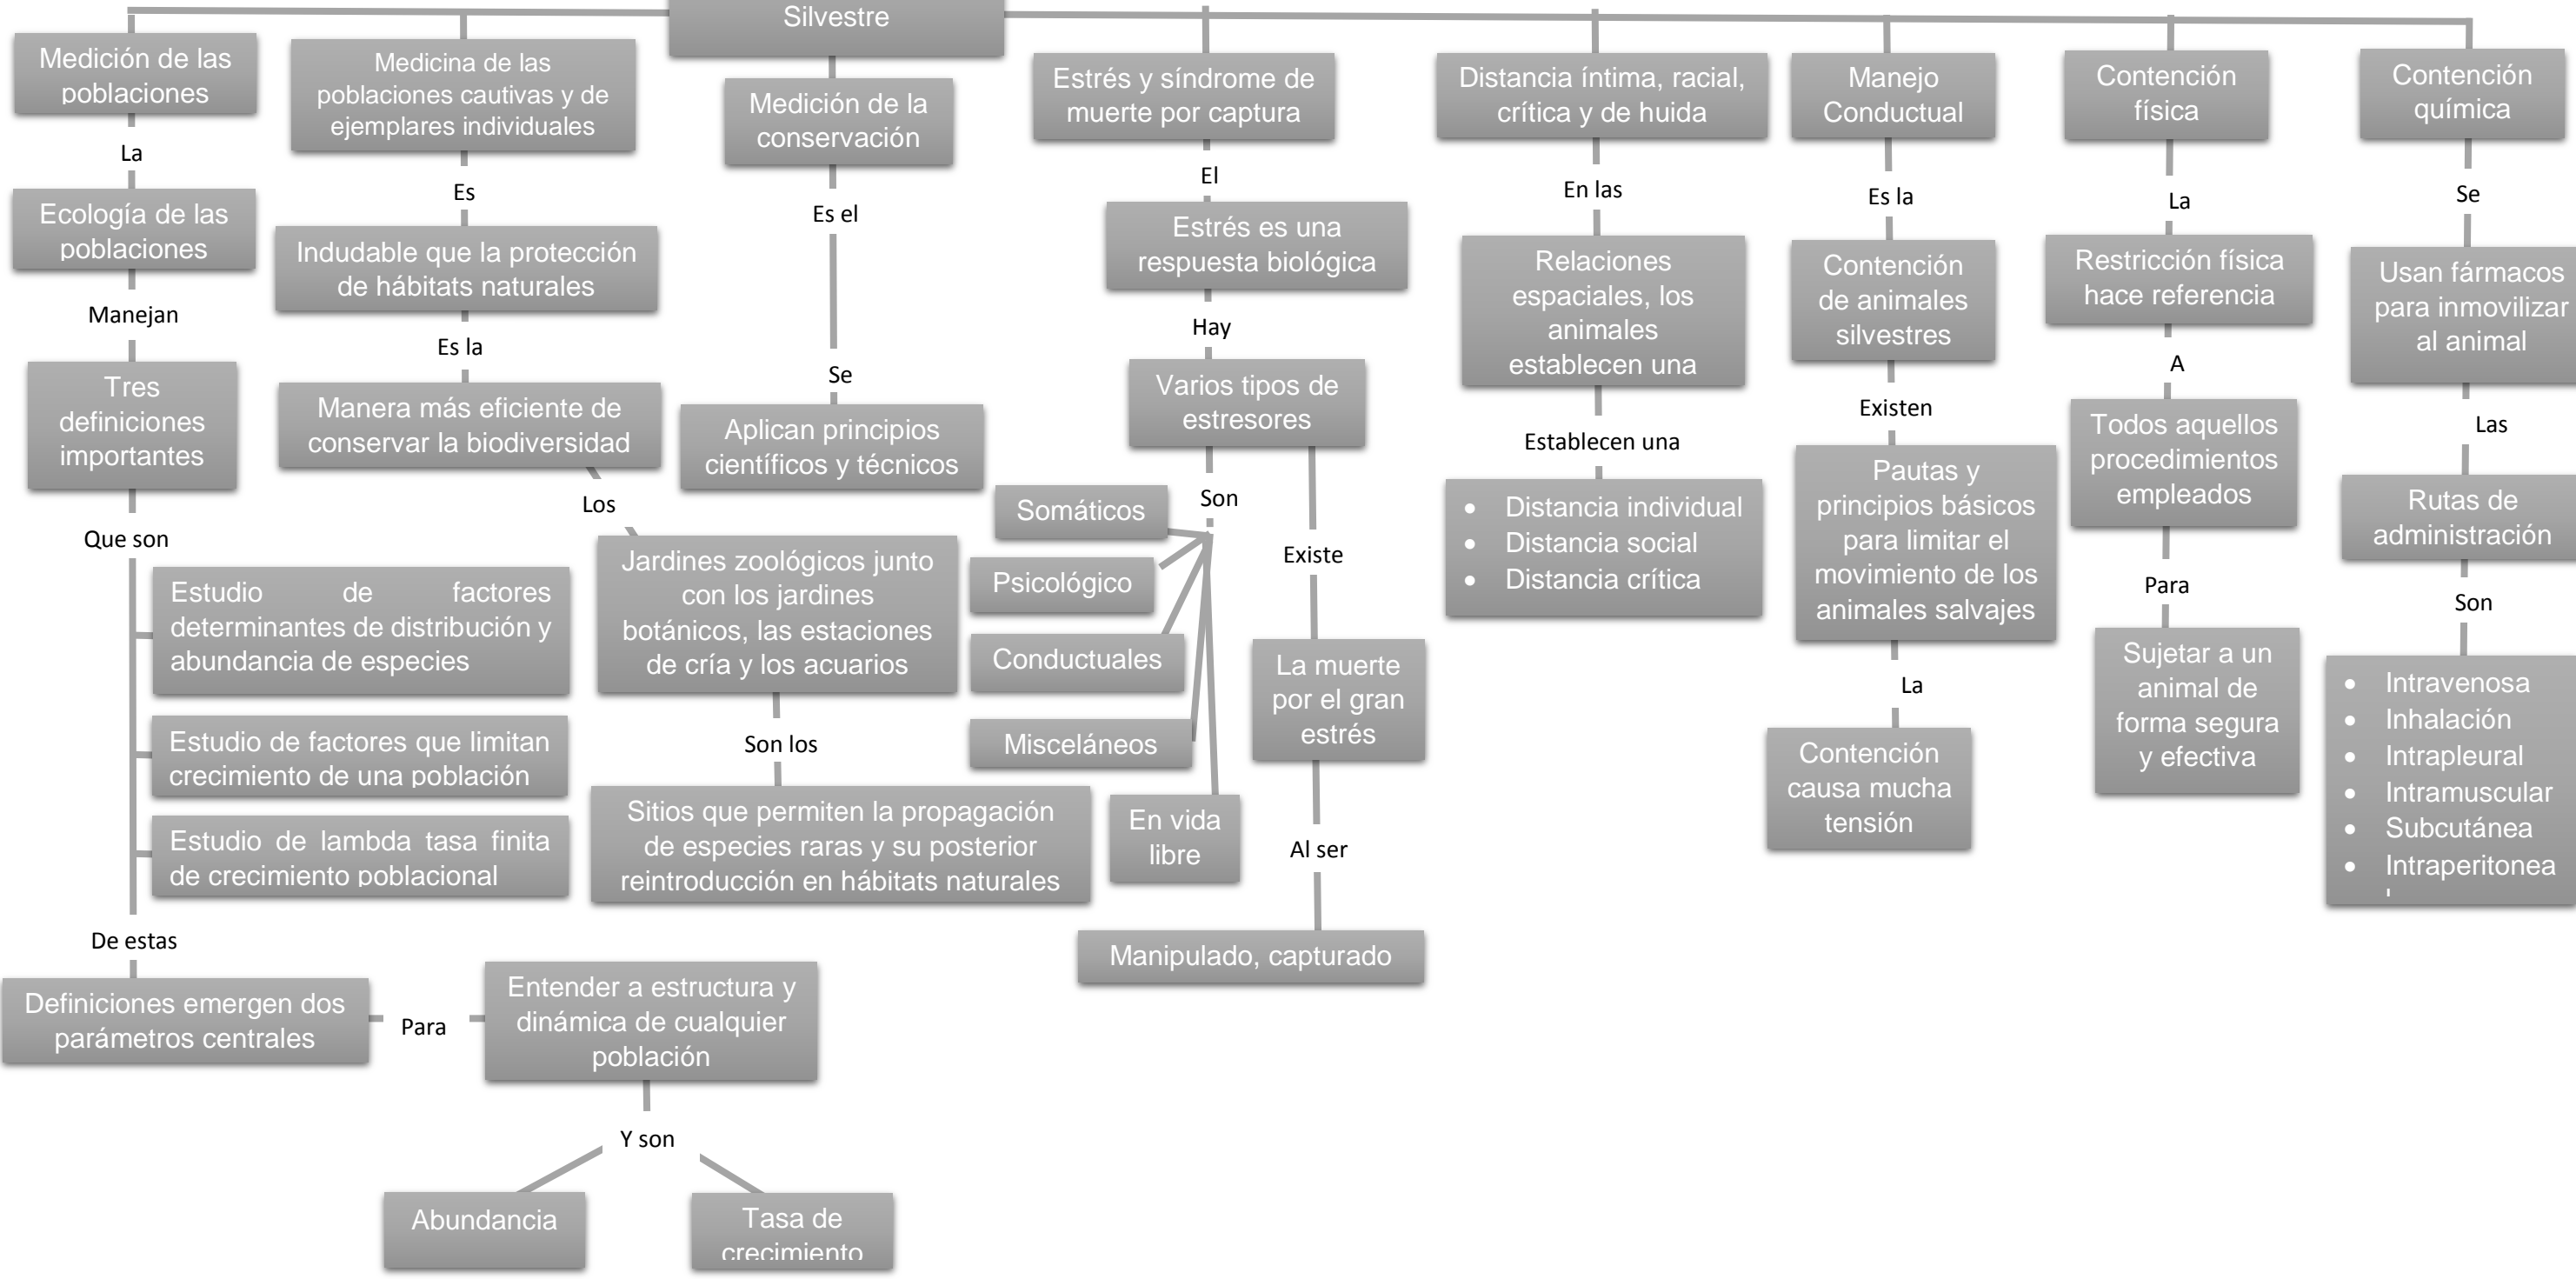 Silvestre
Medición de las
poblaciones
La
Ecología de las
poblaciones
Manejan
Tres
definiciones
importantes
Que son
Estudio de factores
determinantes de distribución y
abundancia de especies
Estudio de factores que limitan
crecimiento de una población
Estudio de lambda tasa finita
de crecimiento poblacional
De estas
Definiciones emergen dos
parámetros centrales
Para
Entender a estructura y
dinámica de cualquier
población
Y son
Abundancia
Tasa de
crecimiento
Medicina de las
poblaciones cautivas y de
ejemplares individuales
Es
Indudable que la protección
de hábitats naturales
Es la
Manera más eficiente de
conservar la biodiversidad
Los
Jardines zoológicos junto
con los jardines
botánicos, las estaciones
de cría y los acuarios
Son los
Sitios que permiten la propagación
de especies raras y su posterior
reintroducción en hábitats naturales
Medición de la
conservación
Es el
Se
Aplican principios
científicos y técnicos
Estrés y síndrome de
muerte por captura
El
Estrés es una
respuesta biológica
Hay
Varios tipos de
estresores
Son
Somáticos
Psicológico
Conductuales
Misceláneos
En vida
libre
Existe
La muerte
por el gran
estrés
Al ser
Manipulado, capturado
Distancia íntima, racial,
crítica y de huida
En las
Relaciones
espaciales, los
animales
establecen una
Establecen una
• Distancia individual
• Distancia social
• Distancia crítica
Manejo
Conductual
Es la
Contención
de animales
silvestres
Existen
Pautas y
principios básicos
para limitar el
movimiento de los
animales salvajes
La
Contención
causa mucha
tensión
Contención
física
La
Restricción física
hace referencia
A
Todos aquellos
procedimientos
empleados
Para
Sujetar a un
animal de
forma segura
y efectiva
Contención
química
Se
Usan fármacos
para inmovilizar
al animal
Las
Rutas de
administración
Son
• Intravenosa
• Inhalación
• Intrapleural
• Intramuscular
• Subcutánea
• Intraperitonea
l